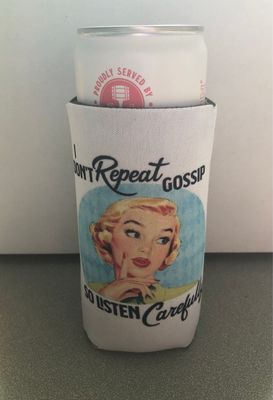 PROUDLY SERVED BY
I
DON'T Repeat GOSSIP
SO LISTEN Carefully